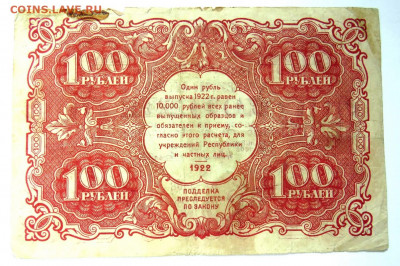 COINS.LAVE.RU
100 100
РУБЛЕЙ РУБЛЕЙ
Один рубль
выпуска 1922 г. равен
10.000 рублей всех ранее
выпущенных образцов и
обязателен к приему, со-
гласно этого расчета, для
учреждений Республики
и частных лиц.
1922
100 100
РУБЛЕЙ РУБЛЕЙ
ПОДДЕЛКА
ПРЕСЛЕДУЕТСЯ
ПО ЗАКОНУ